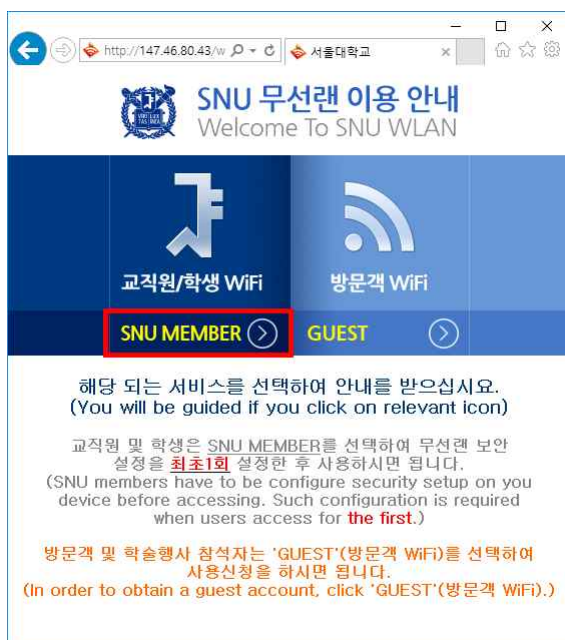 http://147.46.80.43/w
서울대학교
SNU 무선랜 이용 안내
Welcome To SNU WLAN
교직원/학생 WiFi
방문객 WiFi
SNU MEMBER
GUEST
해당 되는 서비스를 선택하여 안내를 받으십시요.
(You will be guided if you click on relevant icon)
교직원 및 학생은 SNU MEMBER를 선택하여 무선랜 보안
설정을 최초1회 설정한 후 사용하시면 됩니다.
(SNU members have to be configure security setup on you
device before accessing. Such configuration is required
when users access for the first.)
방문객 및 학술행사 참석자는 'GUEST'(방문객 WiFi)를 선택하여
사용신청을 하시면 됩니다.
(In order to obtain a guest account, click 'GUEST'(방문객 WiFi).)